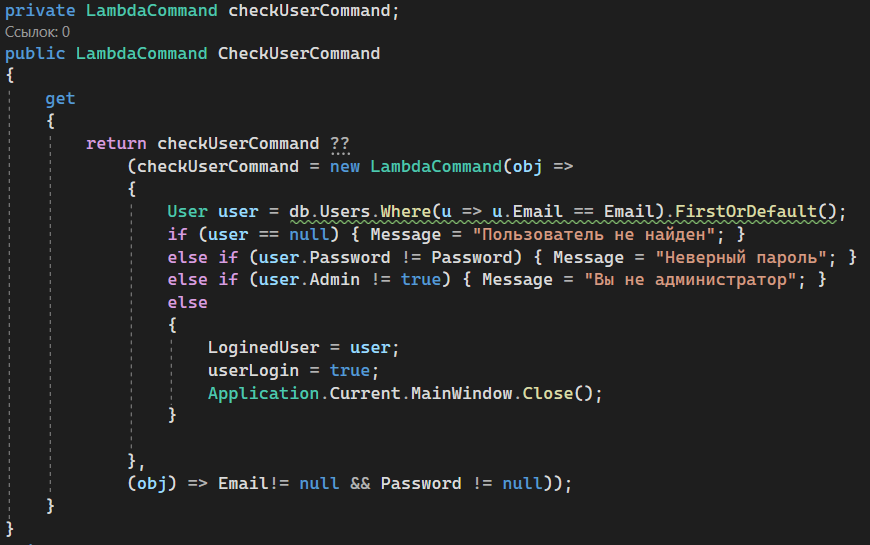 private LambdaCommand checkUserCommand;
Ссылок: 0
public LambdaCommand CheckUserCommand
{
get
{
return checkUserCommand ??
(checkUserCommand = new LambdaCommand(obj =>
{
User user = db.Users.Where(u => u.Email == Email).FirstOrDefault();
if (user == null) { Message = "Пользователь не найден"; }
else if (user.Password != Password) { Message = "Неверный пароль"; }
else if (user.Admin != true) { Message = "Вы не администратор"; }
else
{
LoginedUser = user;
userLogin = true;
Application.Current.MainWindow.Close();
}
},
(obj) => Email!= null && Password != null));
}
}